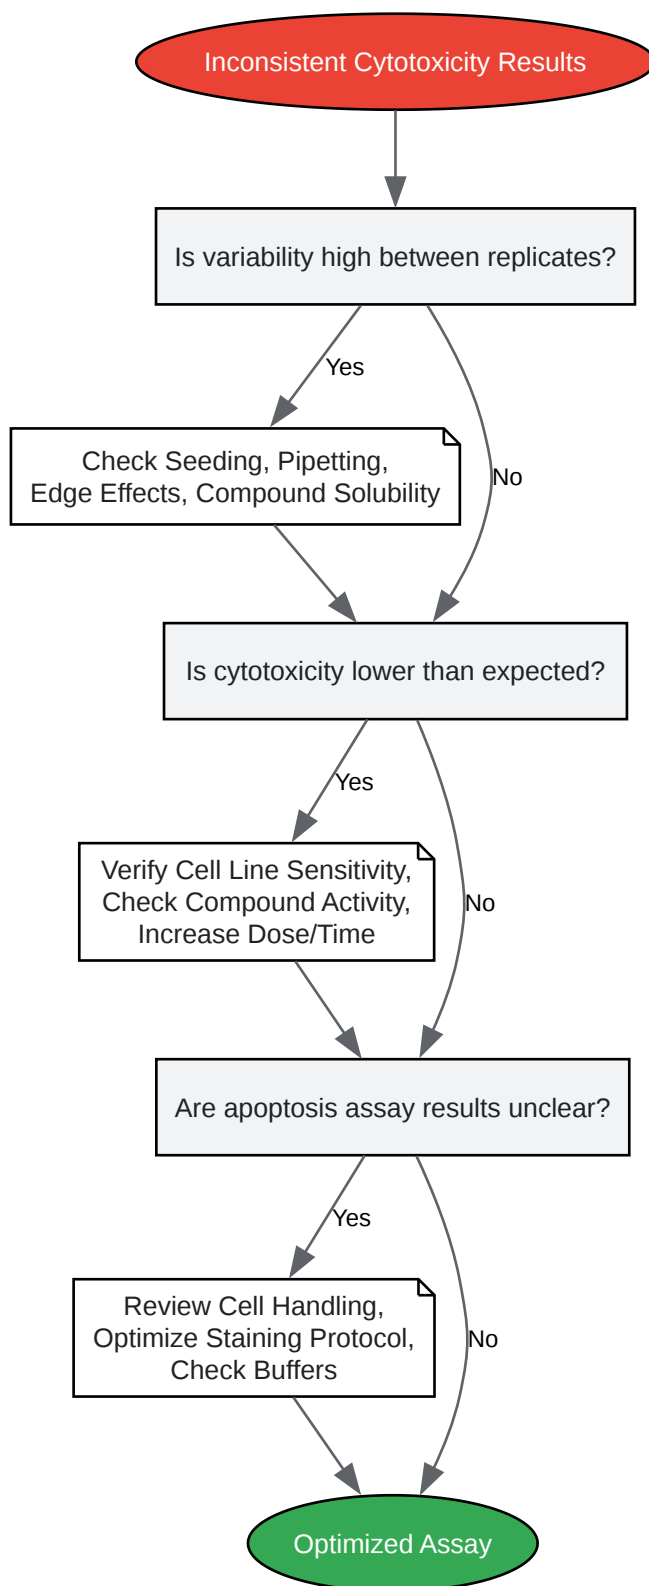 Inconsistent Cytotoxicity Results
Is variability high between replicates?
Yes
Check Seeding, Pipetting,
Edge Effects, Compound Solubility
No
Is cytotoxicity lower than expected?
Yes
Verify Cell Line Sensitivity,
Check Compound Activity,
Increase Dose/Time
No
Are apoptosis assay results unclear?
Yes
Review Cell Handling,
Optimize Staining Protocol,
Check Buffers
No
Optimized Assay